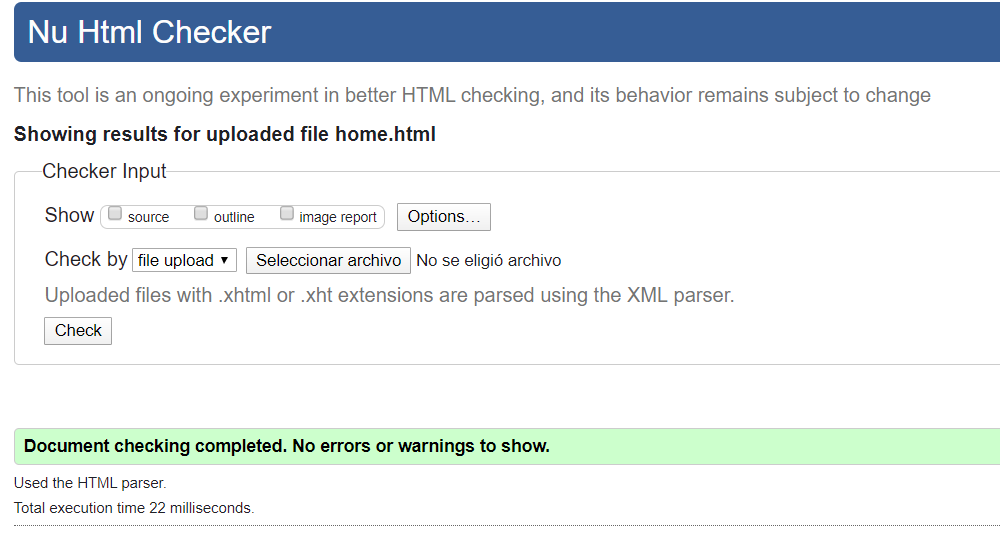 Nu Html Checker
This tool is an ongoing experiment in better HTML checking, and its behavior remains subject to change
Showing results for uploaded file home.html
Checker Input
Show source outline image report Options...
Check by file upload Seleccionar archivo No se eligió archivo
Uploaded files with .xhtml or .xht extensions are parsed using the XML parser.
Check
Document checking completed. No errors or warnings to show.
Used the HTML parser.
Total execution time 22 milliseconds.